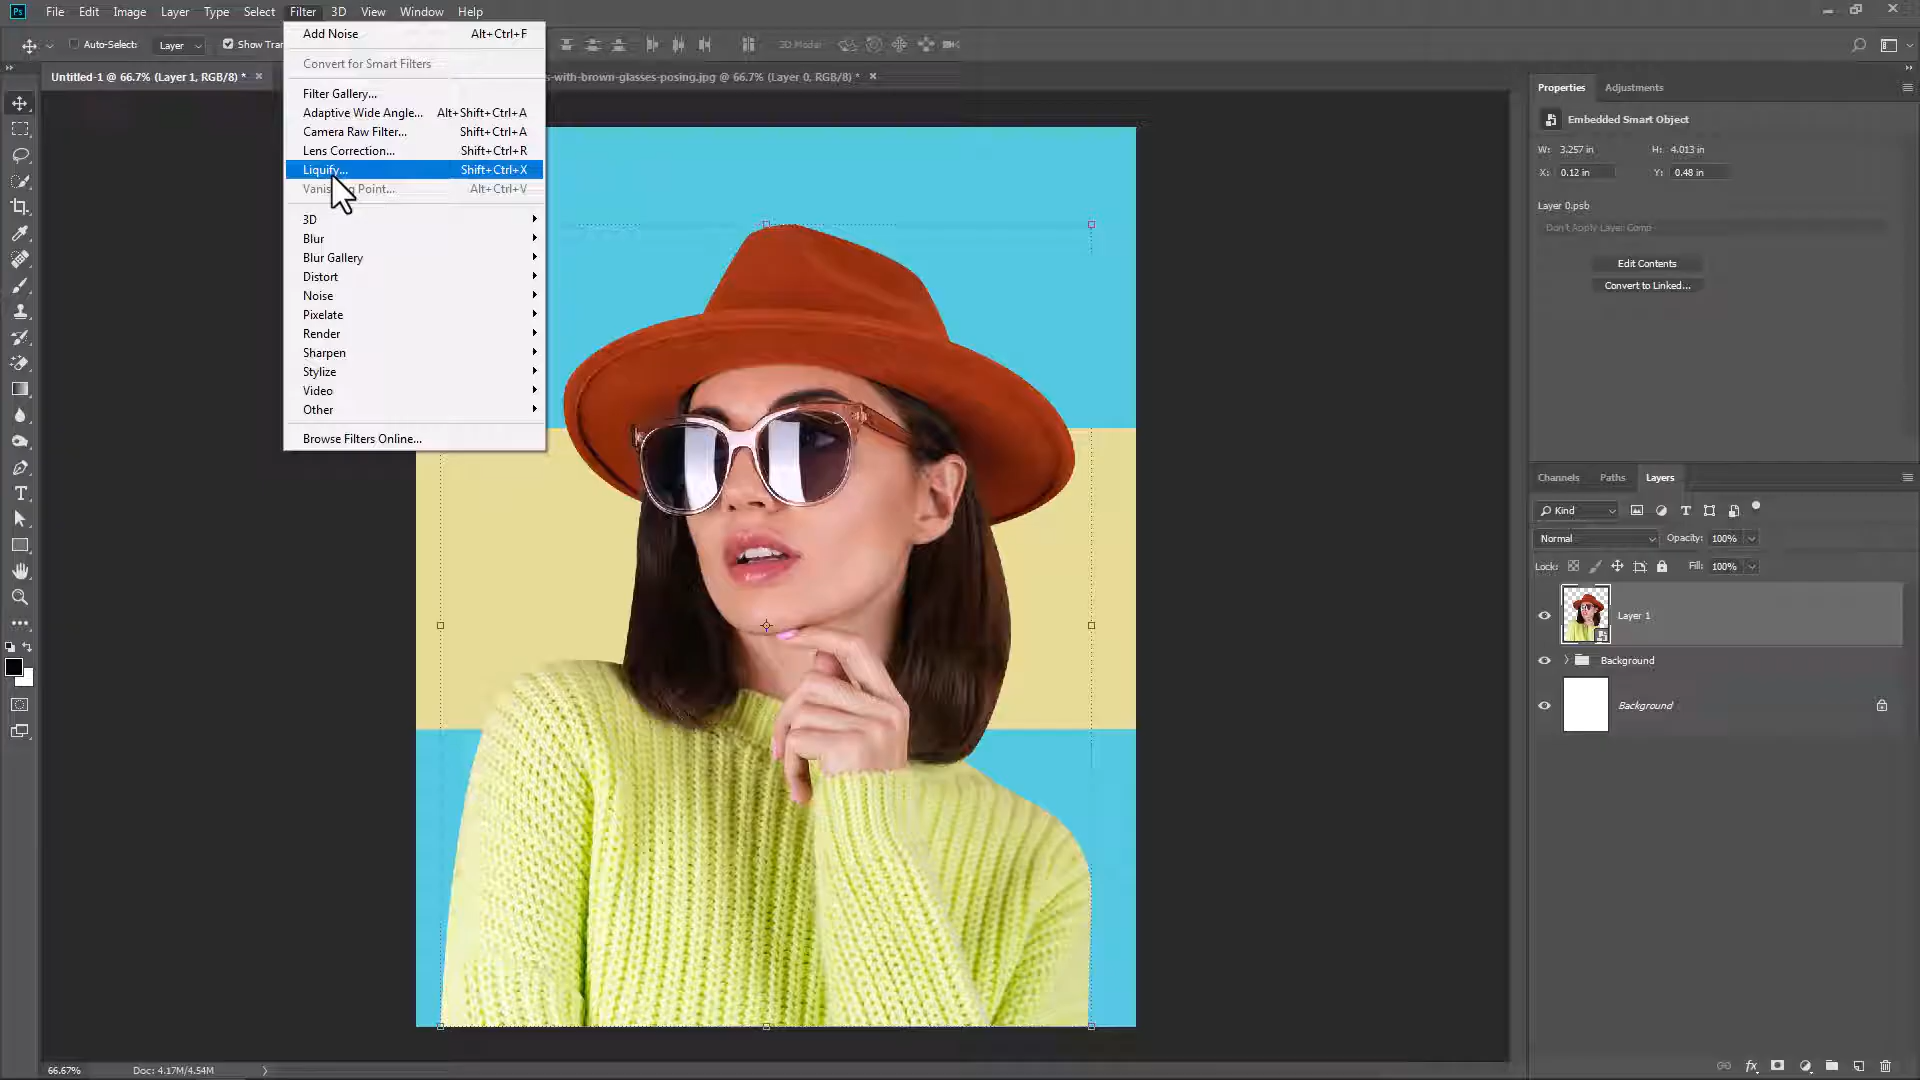 Ps File Edit Image Layer Type Select Filter 3D View Window Help
Auto-Select: Layer Show Tran 3D Model
Untitled-1 @ 66.7% (Layer 1, RGB/8) * × s-with-brown-glasses-posing.jpg @ 66.7% (Layer 0, RGB/8) * ×
Add Noise Alt+Ctrl+F
Convert for Smart Filters
Filter Gallery...
Adaptive Wide Angle... Alt+Shift+Ctrl+A
Camera Raw Filter... Shift+Ctrl+A
Lens Correction... Shift+Ctrl+R
Liquify... Shift+Ctrl+X
Point... Alt+Ctrl+V
3D
Blur
Blur Gallery
Distort
Noise
Pixelate
Render
Sharpen
Stylize
Video
Other
Browse Filters Online...
Properties Adjustments
Embedded Smart Object
W: 3.257 in H: 4.013 in
X: 0.12 in Y: 0.48 in
Layer 0.psb
Don't Apply Layer Comp
Edit Contents
Convert to Linked...
Channels Paths Layers
Kind
Normal Opacity: 100%
Lock: Fill: 100%
Layer 1
Background
Background
fx
66.67% Doc: 4.17M/4.54M